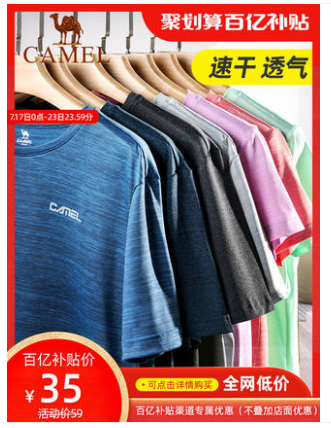 聚划算百亿补贴
CAMEL
速干 透气
7.17日0点-23日23.59分
CAMEL
百亿补贴价
¥35
活动价59
可点击详情购买
全网低价
百亿补贴渠道专属优惠（不叠加店面优惠）